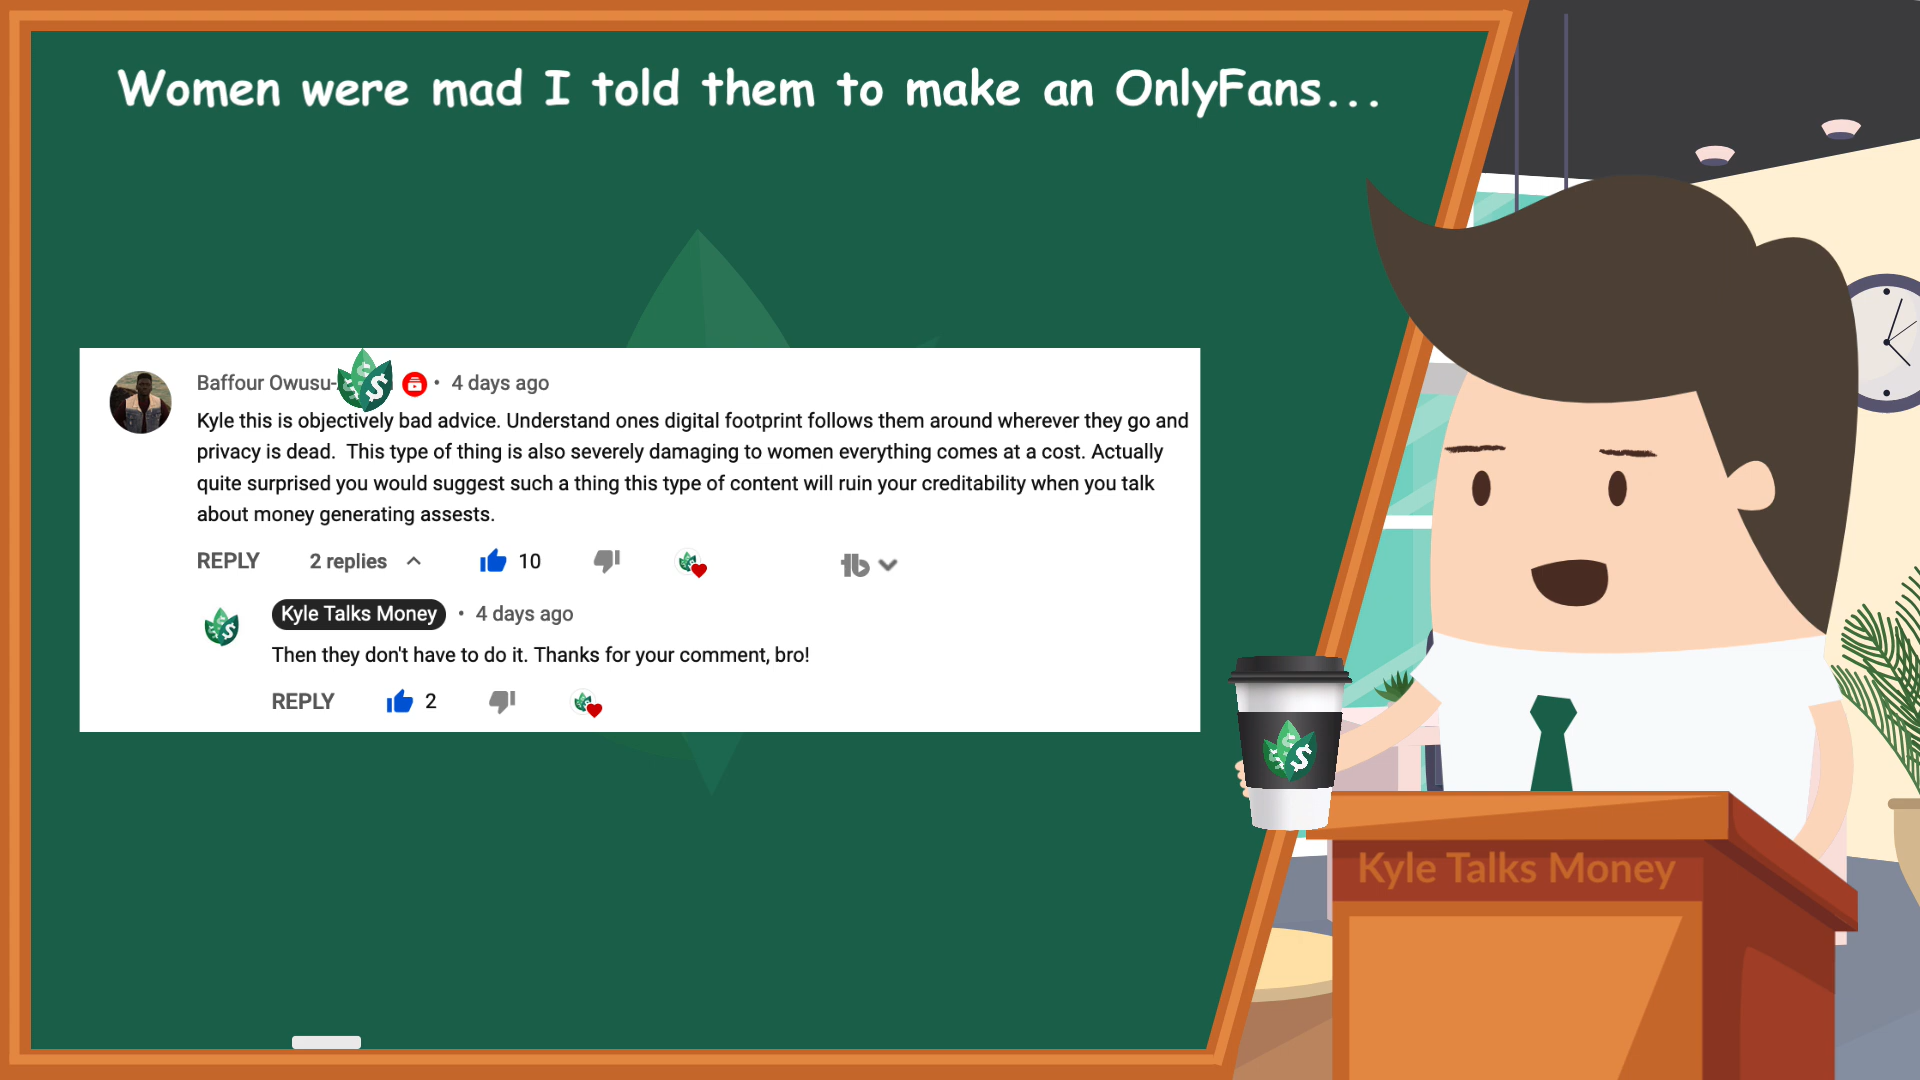 Women were mad I told them to make an OnlyFans...
Baffour Owusu- • 4 days ago
Kyle this is objectively bad advice. Understand ones digital footprint follows them around wherever they go and
privacy is dead.  This type of thing is also severely damaging to women everything comes at a cost. Actually
quite surprised you would suggest such a thing this type of content will ruin your creditability when you talk
about money generating assests.
REPLY 2 replies 10 tb
Kyle Talks Money • 4 days ago
Then they don't have to do it. Thanks for your comment, bro!
REPLY 2
Kyle Talks Money